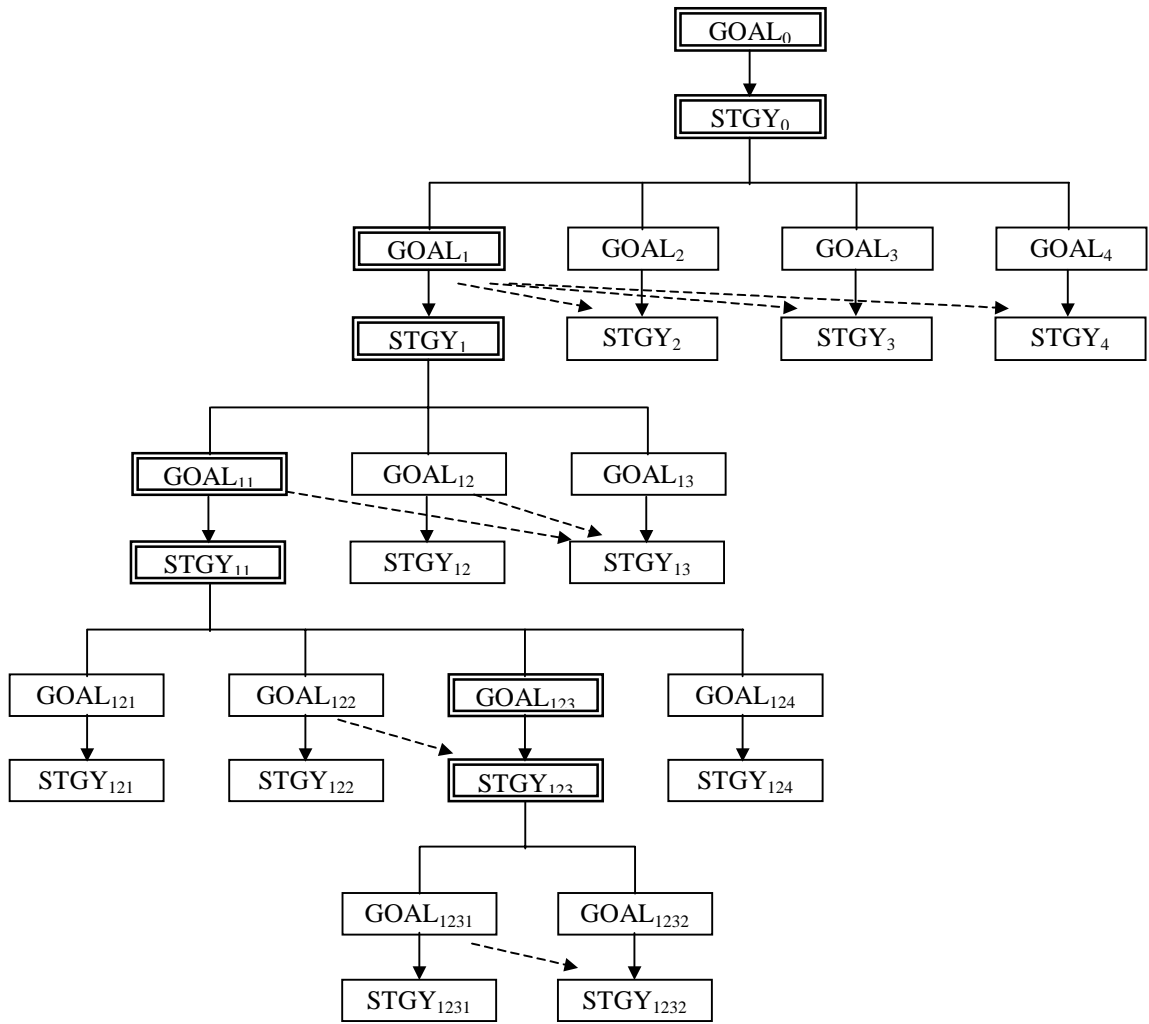 GOAL₀
STGY₀
GOAL₁ GOAL₂ GOAL₃ GOAL₄
STGY₁ STGY₂ STGY₃ STGY₄
GOAL₁₁ GOAL₁₂ GOAL₁₃
STGY₁₁ STGY₁₂ STGY₁₃
GOAL₁₂₁ GOAL₁₂₂ GOAL₁₂₃ GOAL₁₂₄
STGY₁₂₁ STGY₁₂₂ STGY₁₂₃ STGY₁₂₄
GOAL₁₂₃₁ GOAL₁₂₃₂
STGY₁₂₃₁ STGY₁₂₃₂